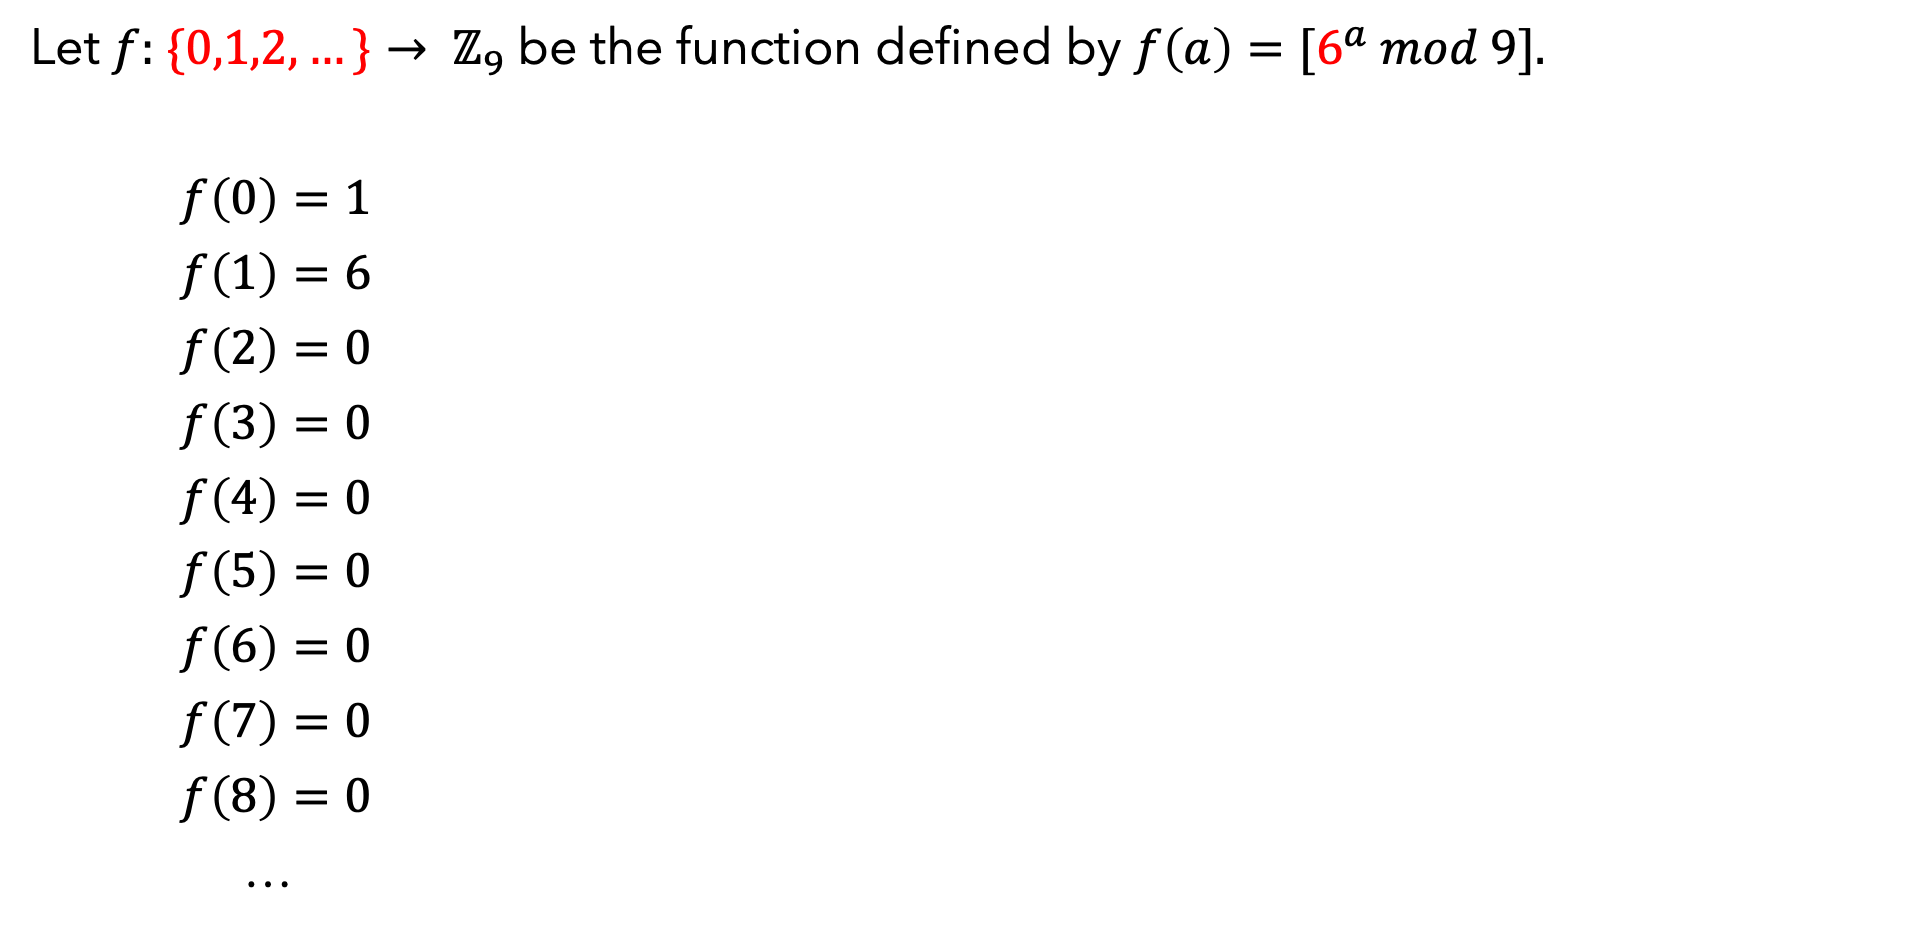 Let f: {0,1,2, …} → ℤ₉ be the function defined by f(a) = [6ᵃ mod 9].
f(0) = 1
f(1) = 6
f(2) = 0
f(3) = 0
f(4) = 0
f(5) = 0
f(6) = 0
f(7) = 0
f(8) = 0
…